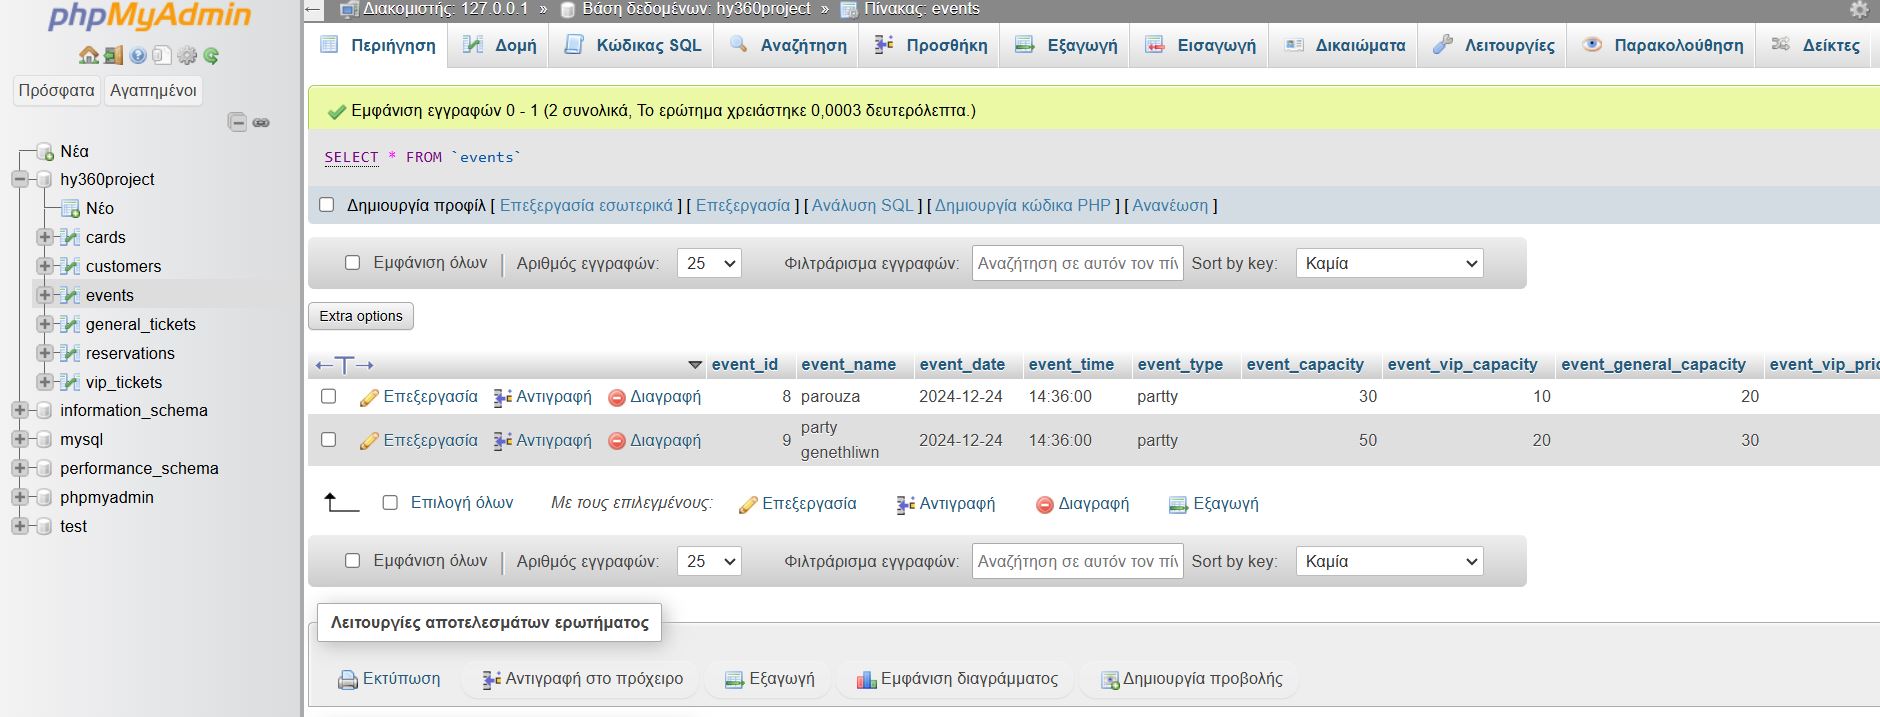 phpMyAdmin
Πρόσφατα Αγαπημένοι
Νέα
hy360project
Νέο
cards
customers
events
general_tickets
reservations
vip_tickets
information_schema
mysql
performance_schema
phpmyadmin
test
Διακομιστής: 127.0.0.1 » Βάση δεδομένων: hy360project » Πίνακας: events
Περιήγηση Δομή Κώδικας SQL Αναζήτηση Προσθήκη Εξαγωγή Εισαγωγή Δικαιώματα Λειτουργίες Παρακολούθηση Δείκτες
Εμφάνιση εγγραφών 0 - 1 (2 συνολικά, Το ερώτημα χρειάστηκε 0,0003 δευτερόλεπτα.)
SELECT * FROM `events`
Δημιουργία προφίλ [ Επεξεργασία εσωτερικά ] [ Επεξεργασία ] [ Ανάλυση SQL ] [ Δημιουργία κώδικα PHP ] [ Ανανέωση ]
Εμφάνιση όλων Αριθμός εγγραφών: 25 Φιλτράρισμα εγγραφών: Αναζήτηση σε αυτόν τον Sort by key: Καμία
Extra options
event_id event_name event_date event_time event_type event_capacity event_vip_capacity event_general_capacity
Επεξεργασία Αντιγραφή Διαγραφή 8 parouza 2024-12-24 14:36:00 partty 30 10 20
Επεξεργασία Αντιγραφή Διαγραφή 9 party genethliwn 2024-12-24 14:36:00 partty 50 20 30
Επιλογή όλων Με τους επιλεγμένους: Επεξεργασία Αντιγραφή Διαγραφή Εξαγωγή
Εμφάνιση όλων Αριθμός εγγραφών: 25 Φιλτράρισμα εγγραφών: Αναζήτηση σε αυτόν τον Sort by key: Καμία
Λειτουργίες αποτελεσμάτων ερωτήματος
Εκτύπωση Αντιγραφή στο πρόχειρο Εξαγωγή Εμφάνιση διαγράμματος Δημιουργία προβολής